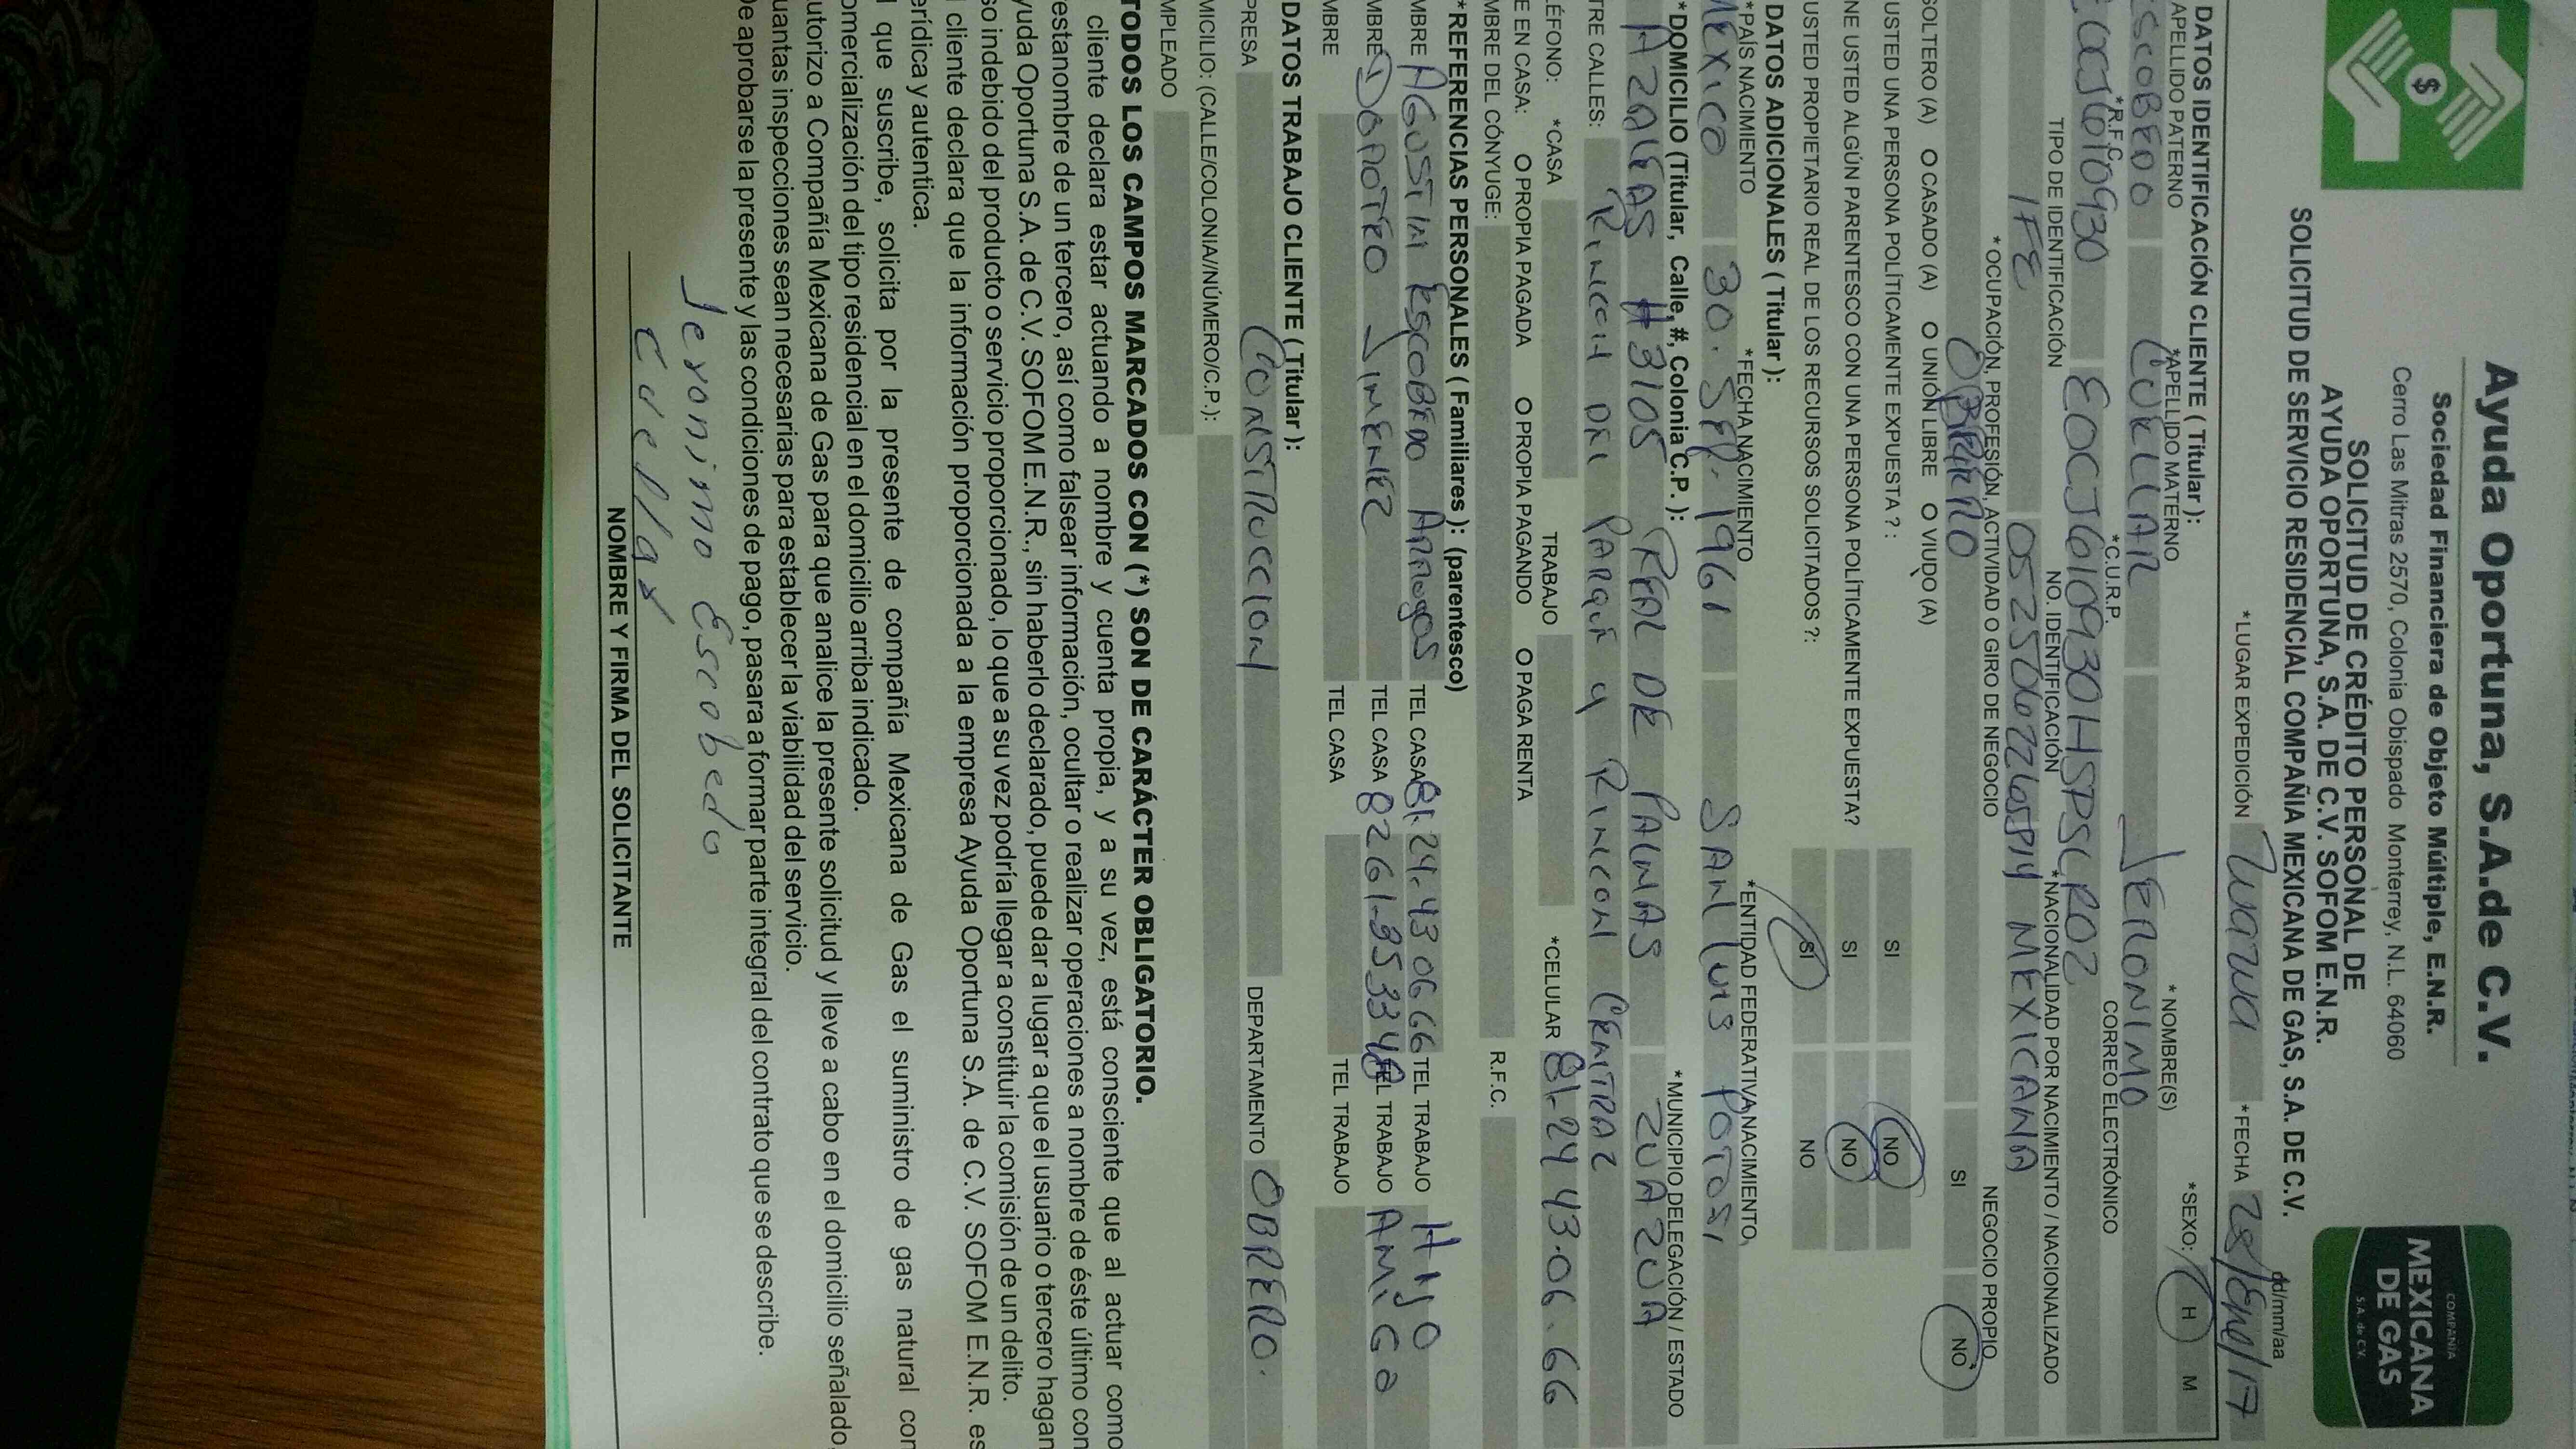 Ayuda Oportuna, S.A.de C.V.
Sociedad Financiera de Objeto Múltiple, E.N.R.
Cerro Las Mitras 2570, Colonia Obispado Monterrey, N.L. 64060
SOLICITUD DE CRÉDITO PERSONAL DE
AYUDA OPORTUNA, S.A. DE C.V. SOFOM E.N.R.
SOLICITUD DE SERVICIO RESIDENCIAL COMPAÑIA MEXICANA DE GAS, S.A. DE C.V.
$
COMPAÑIA
MEXICANA
DE GAS
S.A. de C.V.
dd/mm/aa
*LUGAR EXPEDICIÓN Zuazua *FECHA 28/Ene/17
DATOS IDENTIFICACIÓN CLIENTE ( Titular ):
APELLIDO PATERNO *APELLIDO MATERNO *NOMBRE(S) *SEXO: H M
SCOBEDO CUELLAR JERONIMO
*R.F.C. *C.U.R.P. CORREO ELECTRÓNICO
EOCJ610930 EOCJ610930HSPSLR02
TIPO DE IDENTIFICACIÓN NO. IDENTIFICACIÓN *NACIONALIDAD POR NACIMIENTO / NACIONALIZADO
IFE MEXICANA
*OCUPACIÓN, PROFESIÓN, ACTIVIDAD O GIRO DE NEGOCIO NEGOCIO PROPIO
OBRERO SI NO
SOLTERO (A) O CASADO (A) O UNIÓN LIBRE O VIUDO (A)
USTED UNA PERSONA POLÍTICAMENTE EXPUESTA ? : SI NO
NE USTED ALGÚN PARENTESCO CON UNA PERSONA POLÍTICAMENTE EXPUESTA? SI NO
USTED PROPIETARIO REAL DE LOS RECURSOS SOLICITADOS ?: SI NO
DATOS ADICIONALES ( Titular ):
*PAÍS NACIMIENTO *FECHA NACIMIENTO *ENTIDAD FEDERATIVA NACIMIENTO
MEXICO 30. SEP. 1961 SAN LUIS POTOSI
*DOMICILIO (Titular, Calle, #, Colonia C.P. ): *MUNICIPIO DELEGACIÓN / ESTADO
AZALEAS #3105 REAL DE PALMAS ZUAZUA
TRE CALLES: RINCON DEL PARQUE Y RINCON CENTRAL
LÉFONO: *CASA TRABAJO *CELULAR 81-24 43.06.66
E EN CASA: O PROPIA PAGADA O PROPIA PAGANDO O PAGA RENTA
MBRE DEL CÓNYUGE: R.F.C.
*REFERENCIAS PERSONALES ( Familiares ): (parentesco)
MBRE AGUSTIN ESCOBEDO TEL CASA 81.24.43 06 66 TEL TRABAJO HIJO
MBRE JIMENEZ TEL CASA 8261-953348 TEL TRABAJO AMIGO
MBRE TEL CASA TEL TRABAJO
DATOS TRABAJO CLIENTE ( Titular ):
PRESA CONSTRUCCION DEPARTAMENTO OBRERO.
MICILIO: (CALLE/COLONIA//NÚMERO/C.P.):
MPLEADO
TODOS LOS CAMPOS MARCADOS CON (*) SON DE CARÁCTER OBLIGATORIO.
cliente declara estar actuando a nombre y cuenta propia, y a su vez, está consciente que al actuar como
restanombre de un tercero, así como falsear información, ocultar o realizar operaciones a nombre de éste último con
yuda Oportuna S.A. de C.V. SOFOM E.N.R., sin haberlo declarado, puede dar a lugar a que el usuario o tercero hagan
so indebido del producto o servicio proporcionado, lo que a su vez podría llegar a constituir la comisión de un delito.
l cliente declara que la información proporcionada a la empresa Ayuda Oportuna S.A. de C.V. SOFOM E.N.R. es
erídica y autentica.
l que suscribe, solicita por la presente de compañía Mexicana de Gas el suministro de gas natural con
omercialización del tipo residencial en el domicilio arriba indicado.
utorizo a Compañía Mexicana de Gas para que analice la presente solicitud y lleve a cabo en el domicilio señalado,
uantas inspecciones sean necesarias para establecer la viabilidad del servicio.
De aprobarse la presente y las condiciones de pago, pasara a formar parte integral del contrato que se describe.
Jeronimo Escobedo
Cuellar
NOMBRE Y FIRMA DEL SOLICITANTE